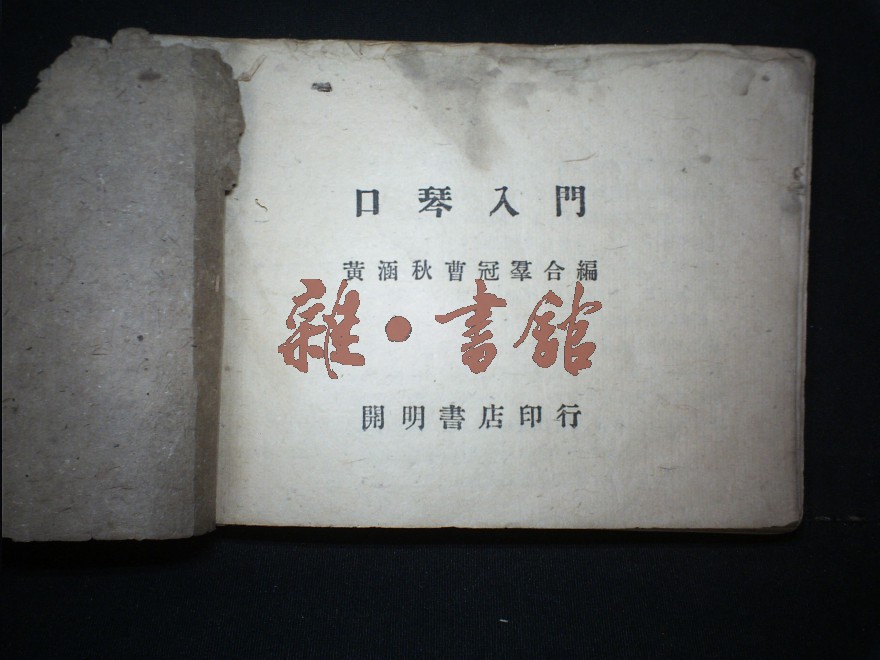 口琴入門
黃涵秋曹冠羣合編
雜·書館
開明書店印行